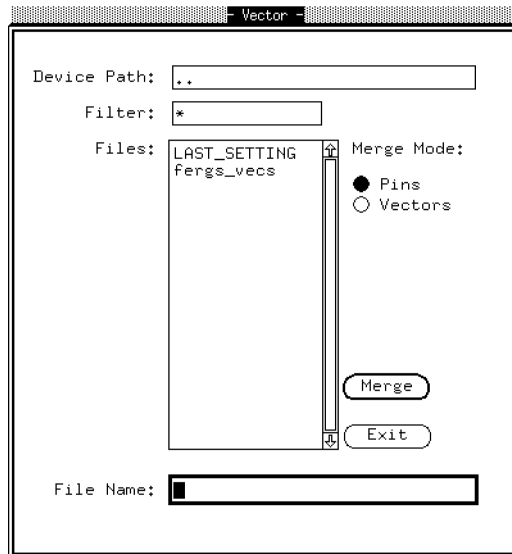 - Vector -
Device Path: ..
Filter: *
Files:
LAST_SETTING
fergs_vecs
Merge Mode:
Pins
Vectors
Merge
Exit
File Name: